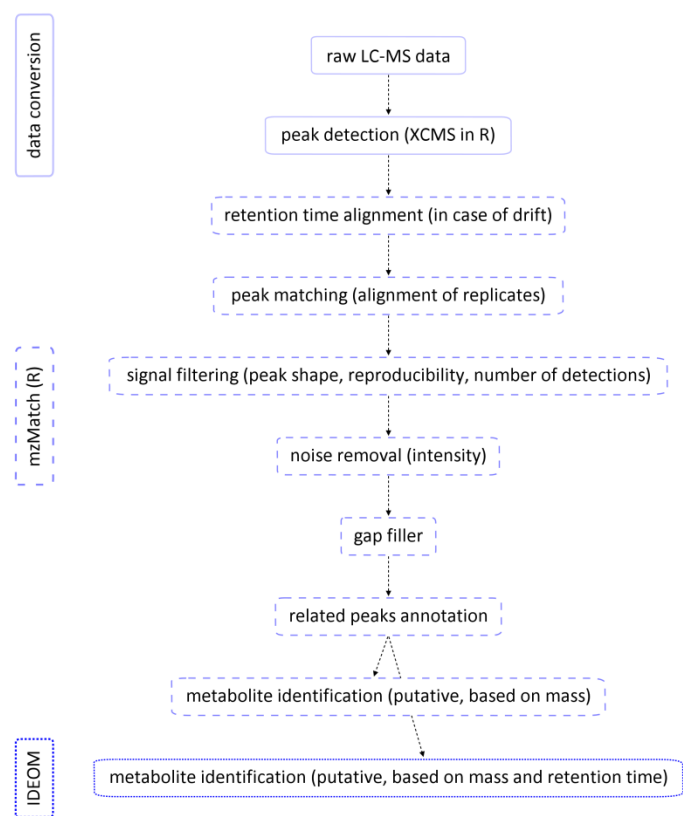 data conversion
raw LC-MS data
peak detection (XCMS in R)
retention time alignment (in case of drift)
peak matching (alignment of replicates)
mzMatch (R)
signal filtering (peak shape, reproducibility, number of detections)
noise removal (intensity)
gap filler
related peaks annotation
metabolite identification (putative, based on mass)
IDEOM
metabolite identification (putative, based on mass and retention time)